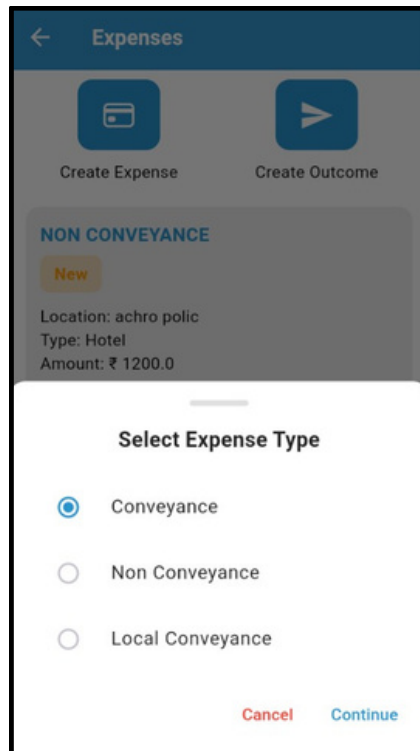 Expenses
Create Expense
Create Outcome
NON CONVEYANCE
New
Location: achro polic
Type: Hotel
Amount: ₹ 1200.0
Select Expense Type
Conveyance
Non Conveyance
Local Conveyance
Cancel
Continue